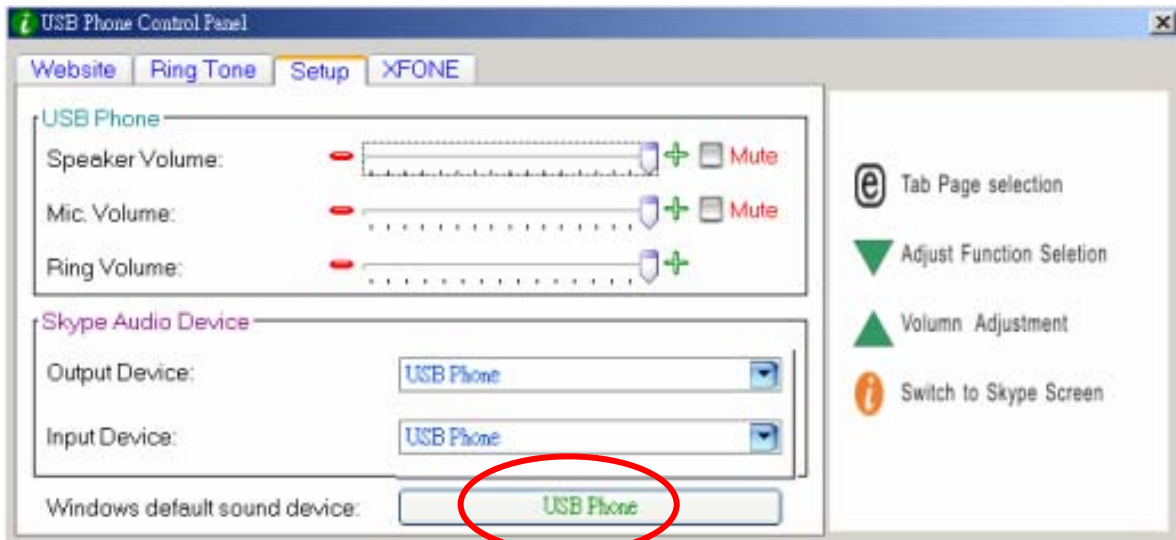 USB Phone Control Panel
Website Ring Tone Setup XFONE
USB Phone
Speaker Volume: Mute
Mic. Volume: Mute
Ring Volume:
Skype Audio Device
Output Device: USB Phone
Input Device: USB Phone
Windows default sound device: USB Phone
Tab Page selection
Adjust Function Seletion
Volumn Adjustment
Switch to Skype Screen